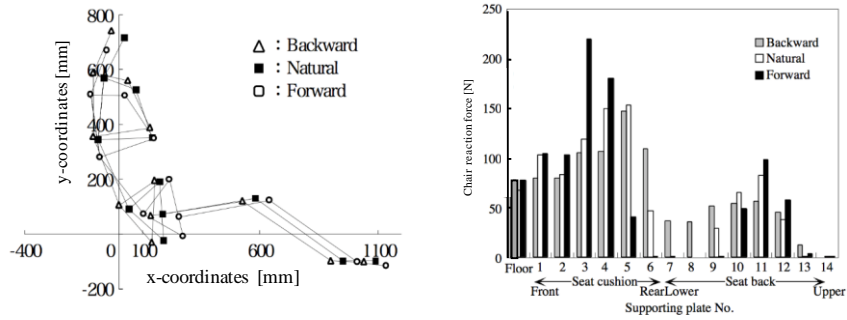 800
600
400
200
0
-200
-400
0
100
600
1100
y-coordinates [mm]
x-coordinates [mm]
: Backward
: Natural
: Forward
250
200
150
100
50
0
Chair reaction force [N]
Backward
Natural
Forward
Floor 1 2 3 4 5 6 7 8 9 10 11 12 13 14
Seat cushion Seat back
Front RearLower Upper
Supporting plate No.